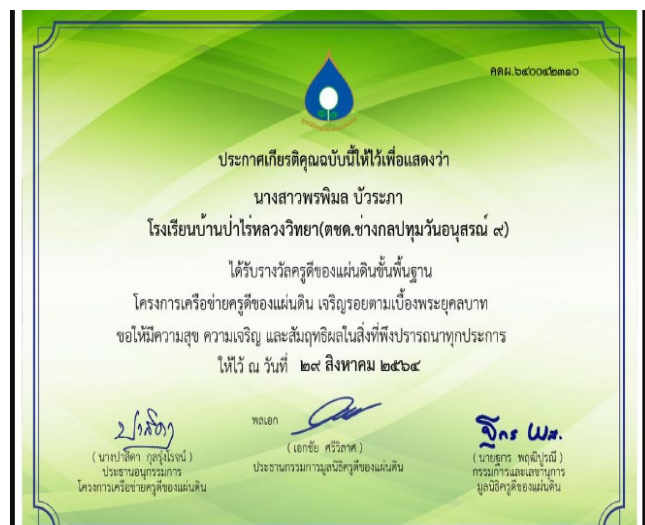 คดผ.๖๔๐๐๔๒๓๑๐
ประกาศเกียรติคุณฉบับนี้ให้ไว้เพื่อแสดงว่า
นางสาวพรพิมล บัวระภา
โรงเรียนบ้านป่าไร่หลวงวิทยา(ตชด.ช่างกลปทุมวันอนุสรณ์ ๙)
ได้รับรางวัลครูดีของแผ่นดินขั้นพื้นฐาน
โครงการเครือข่ายครูดีของแผ่นดิน เจริญรอยตามเบื้องพระยุคลบาท
ขอให้มีความสุข ความเจริญ และสัมฤทธิผลในสิ่งที่พึงปรารถนาทุกประการ
ให้ไว้ ณ วันที่ ๒๙ สิงหาคม ๒๕๖๔
ปาลิดา
( นางปาลิดา กุลรุ่งโรจน์ )
ประธานอนุกรรมการ
โครงการเครือข่ายครูดีของแผ่นดิน
พลเอก
( เอกชัย ศรีวิลาศ )
ประธานกรรมการมูลนิธิครูดีของแผ่นดิน
( นายฐกร พฤฒิปูรณี )
กรรมการและเลขานุการ
มูลนิธิครูดีของแผ่นดิน